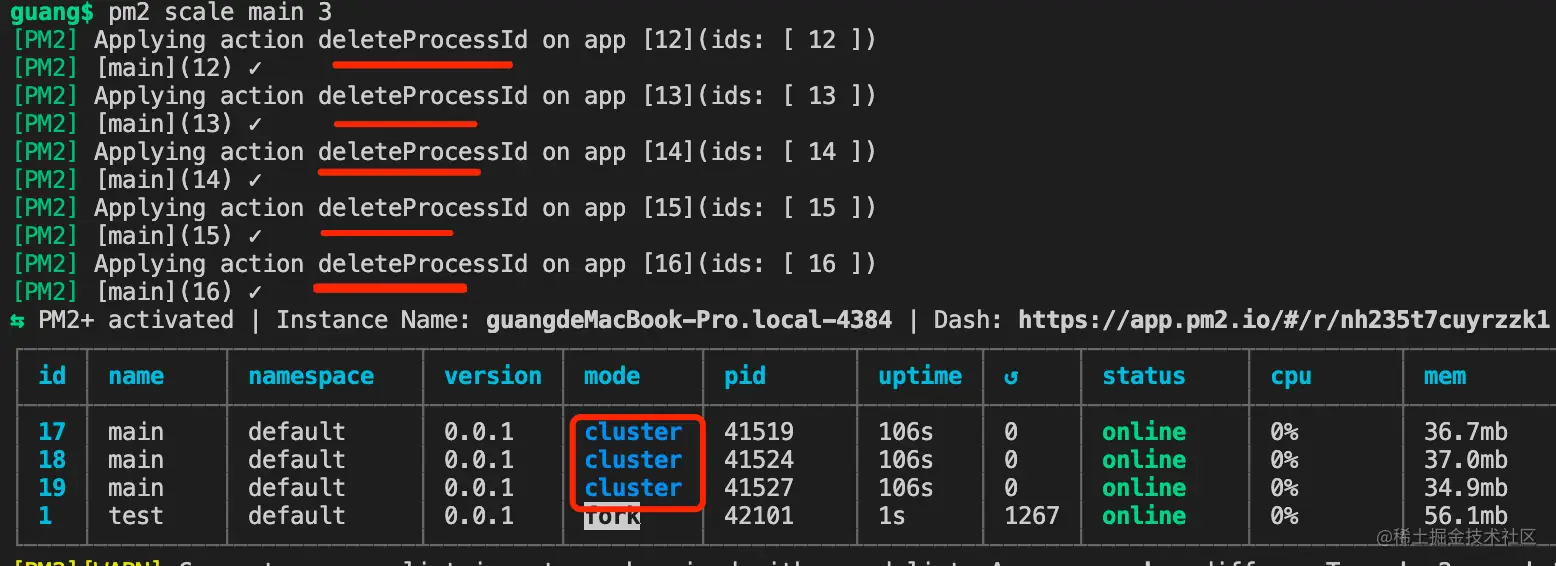 guang$ pm2 scale main 3
[PM2] Applying action deleteProcessId on app [12](ids: [ 12 ])
[PM2] [main](12) ✓
[PM2] Applying action deleteProcessId on app [13](ids: [ 13 ])
[PM2] [main](13) ✓
[PM2] Applying action deleteProcessId on app [14](ids: [ 14 ])
[PM2] [main](14) ✓
[PM2] Applying action deleteProcessId on app [15](ids: [ 15 ])
[PM2] [main](15) ✓
[PM2] Applying action deleteProcessId on app [16](ids: [ 16 ])
[PM2] [main](16) ✓
⇆ PM2+ activated | Instance Name: guangdeMacBook-Pro.local-4384 | Dash: https://app.pm2.io/#/r/nh235t7cuyrzzk1
id name namespace version mode pid uptime ↺ status cpu mem
17 main default 0.0.1 cluster 41519 106s 0 online 0% 36.7mb
18 main default 0.0.1 cluster 41524 106s 0 online 0% 37.0mb
19 main default 0.0.1 cluster 41527 106s 0 online 0% 34.9mb
1 test default 0.0.1 fork 42101 1s 1267 online 0% 56.1mb
@稀土掘金技术社区
[PM2][WARN]